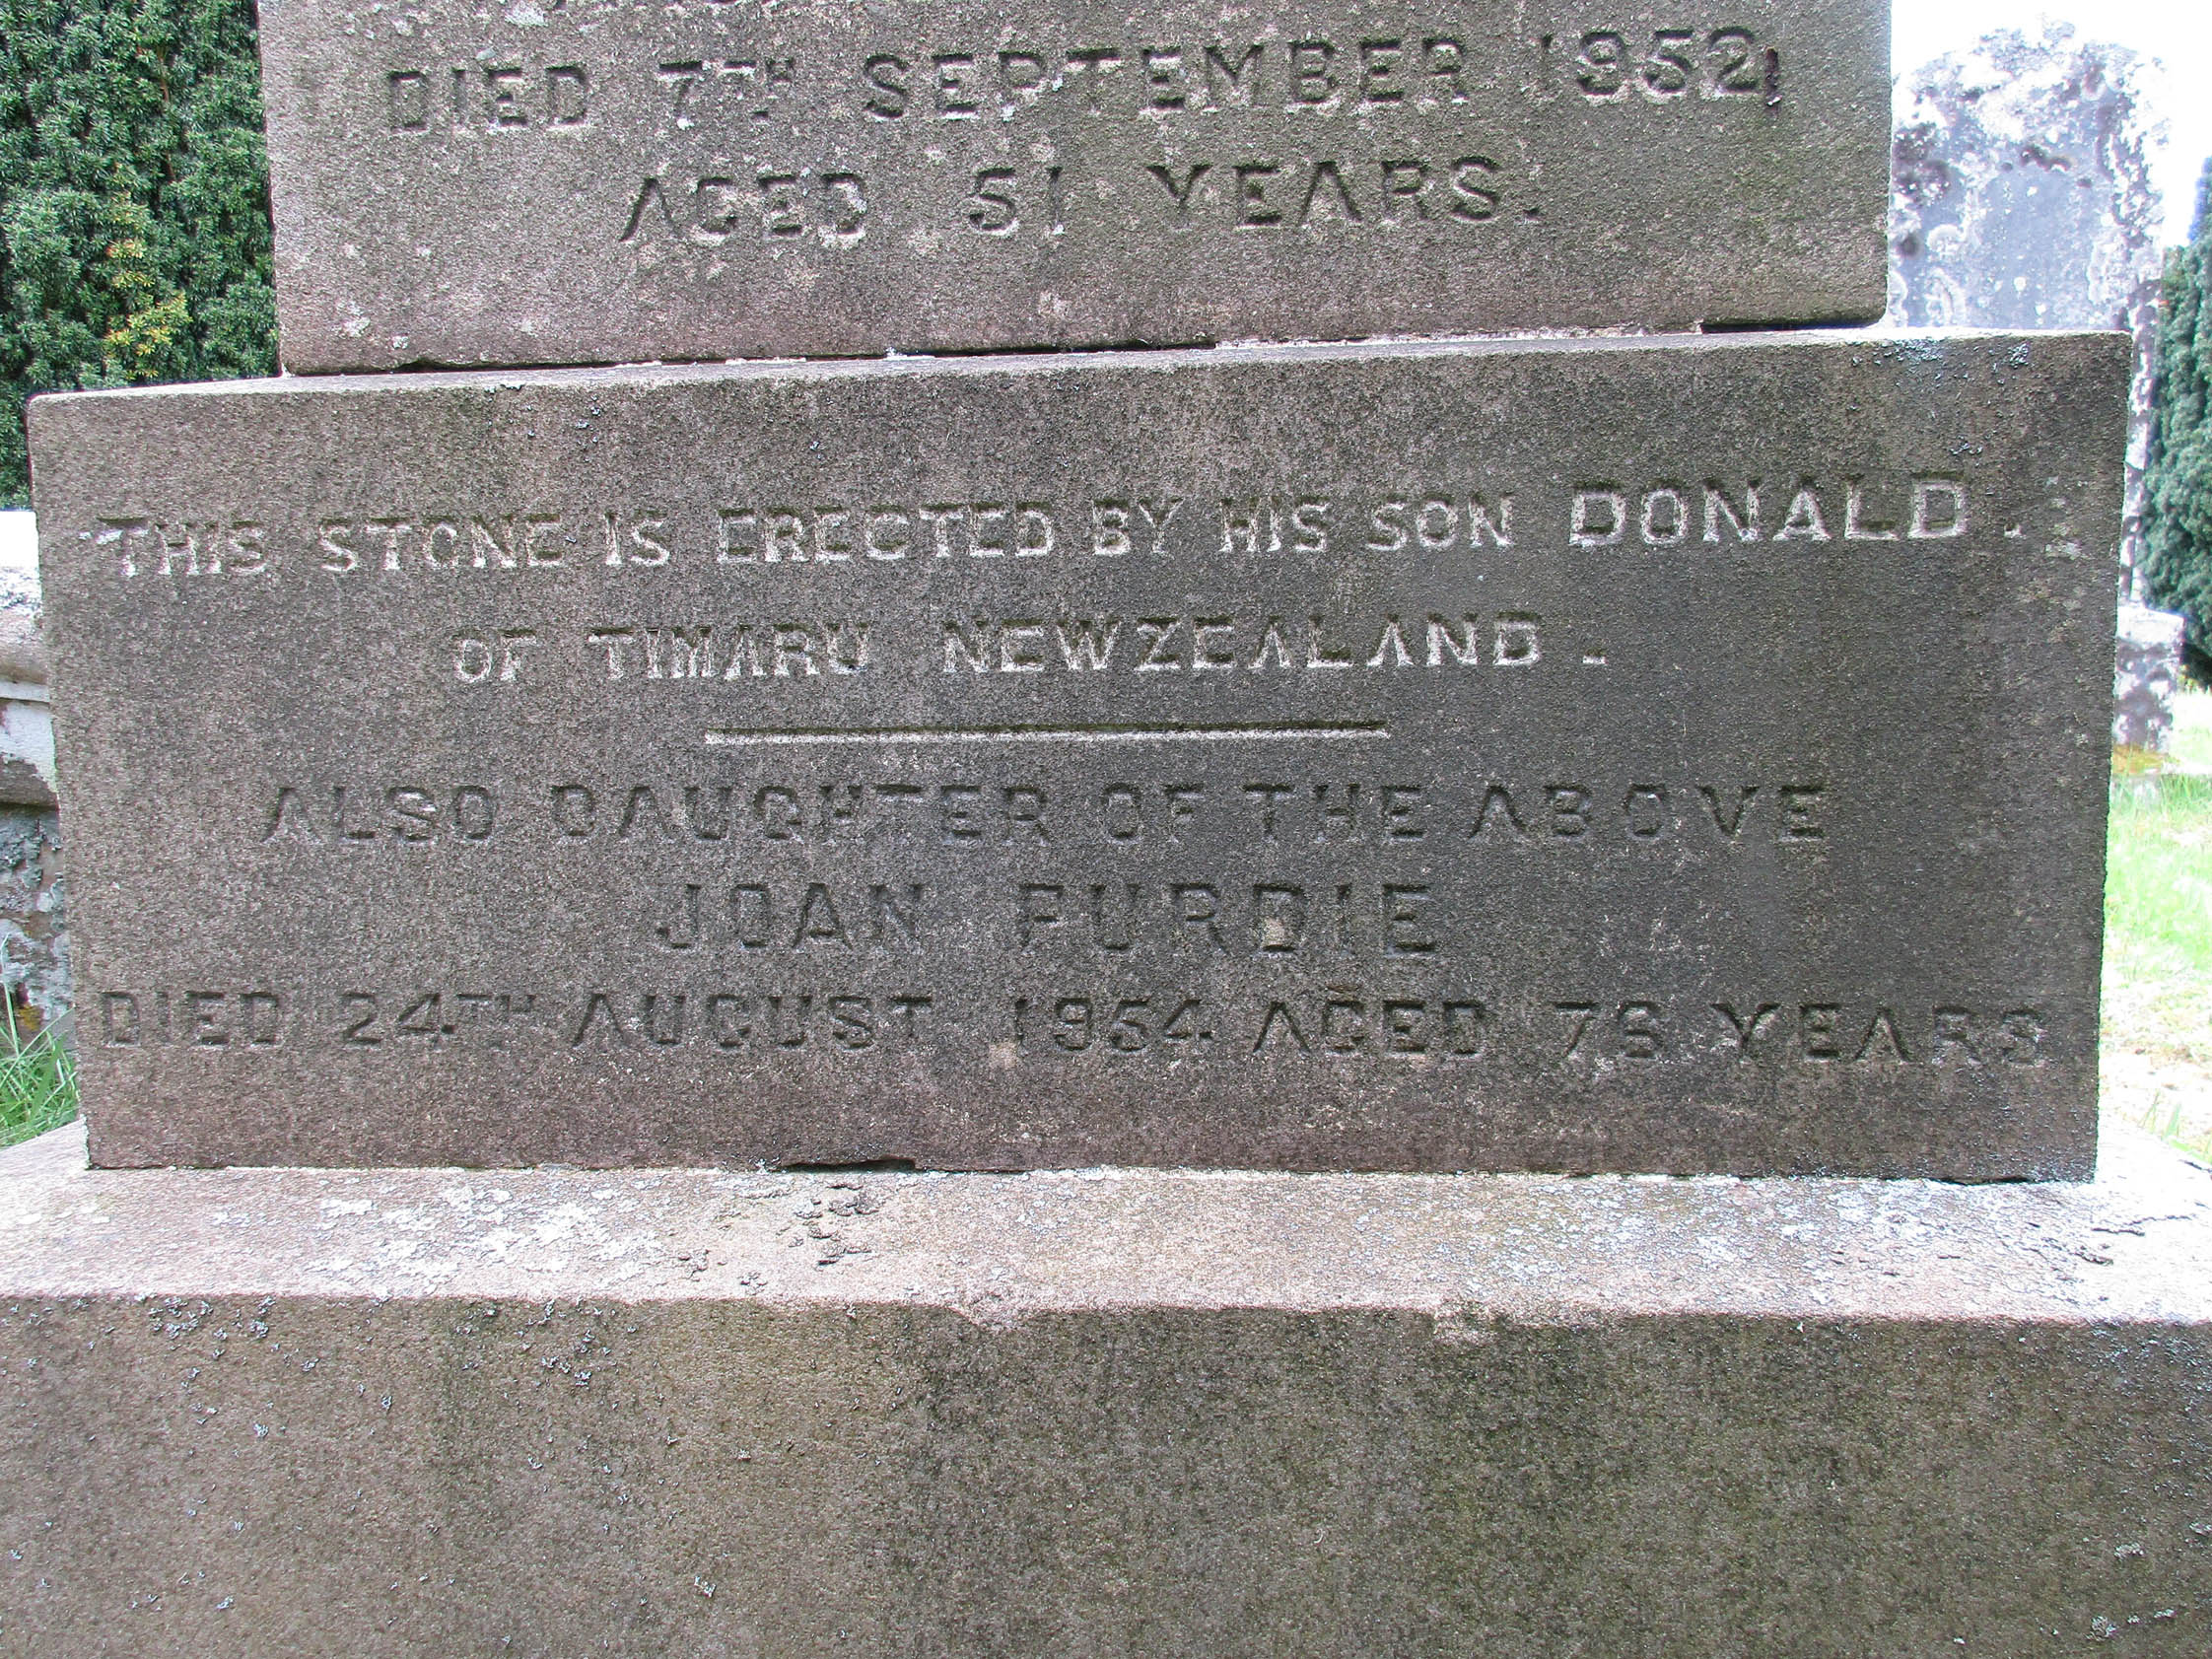 DIED 7TH SEPTEMBER 1952,
AGED 51 YEARS.
THIS STONE IS ERECTED BY HIS SON DONALD.
OF TIMARU NEWZEALAND.
ALSO DAUGHTER OF THE ABOVE
JOAN PURDIE
DIED 24TH AUGUST 1954 AGED 76 YEARS